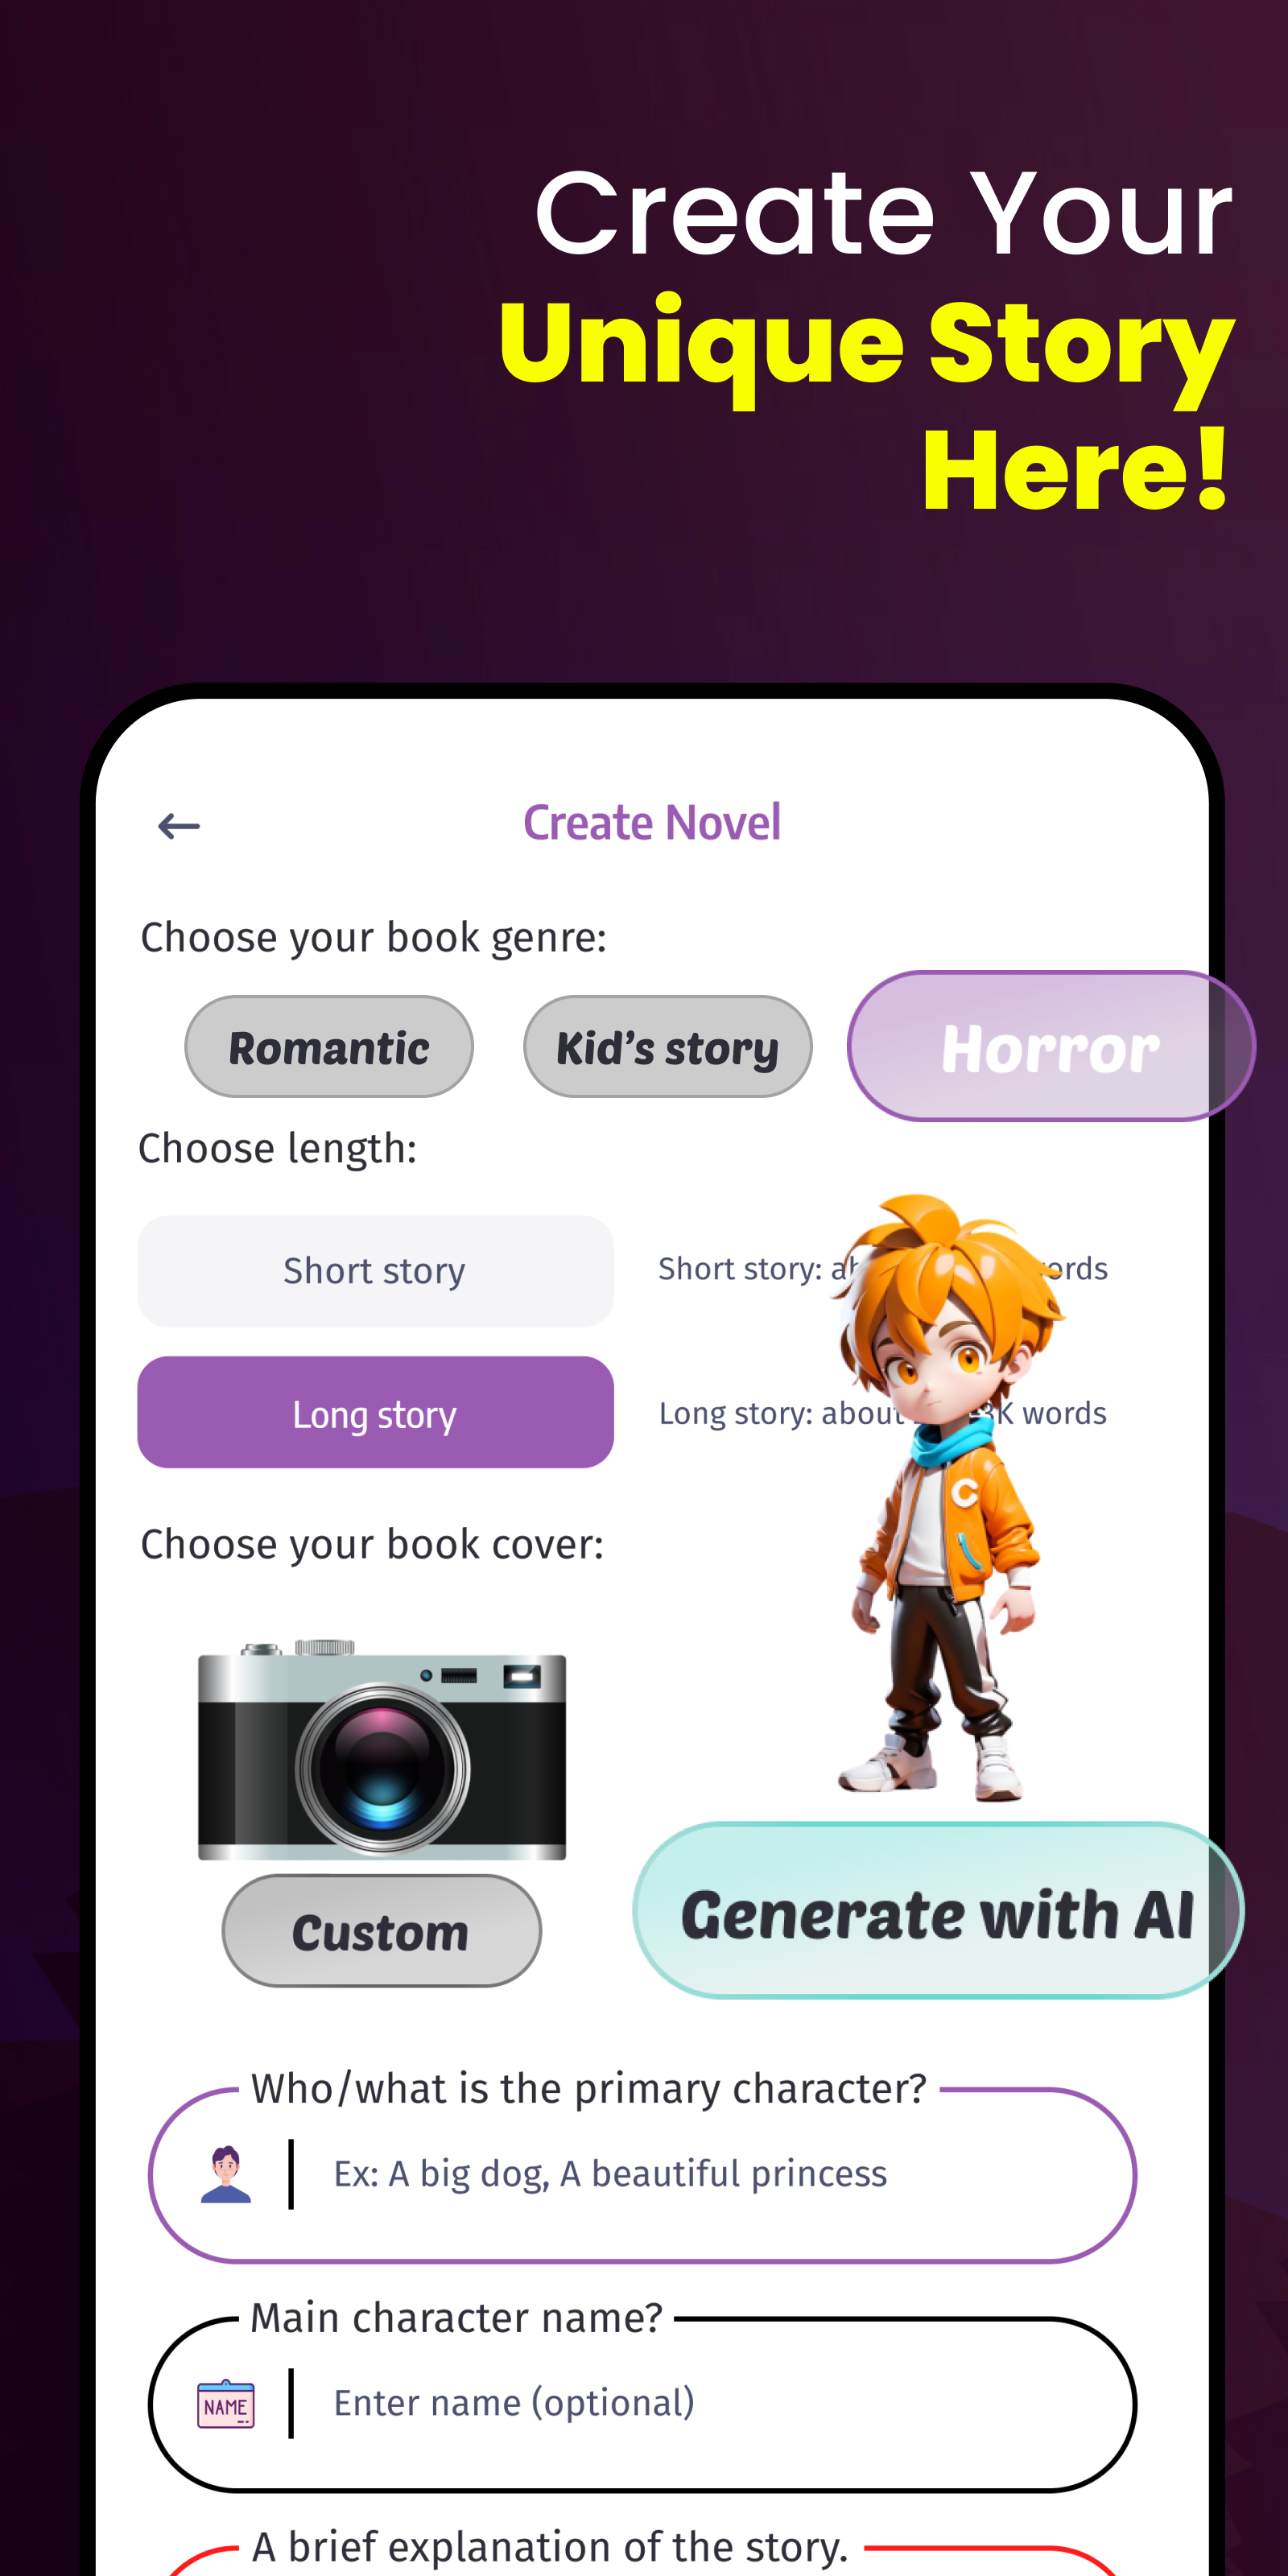 Create Your
Unique Story
Here!
Create Novel
Choose your book genre:
Romantic
Kid's story
Horror
Choose length:
Short story
Short story:
Long story
Long story: about 3K words
C
Choose your book cover:
Custom
Generate with AI
Who/what is the primary character?
Ex: A big dog, A beautiful princess
Main character name?
NAME
Enter name (optional)
A brief explanation of the story.